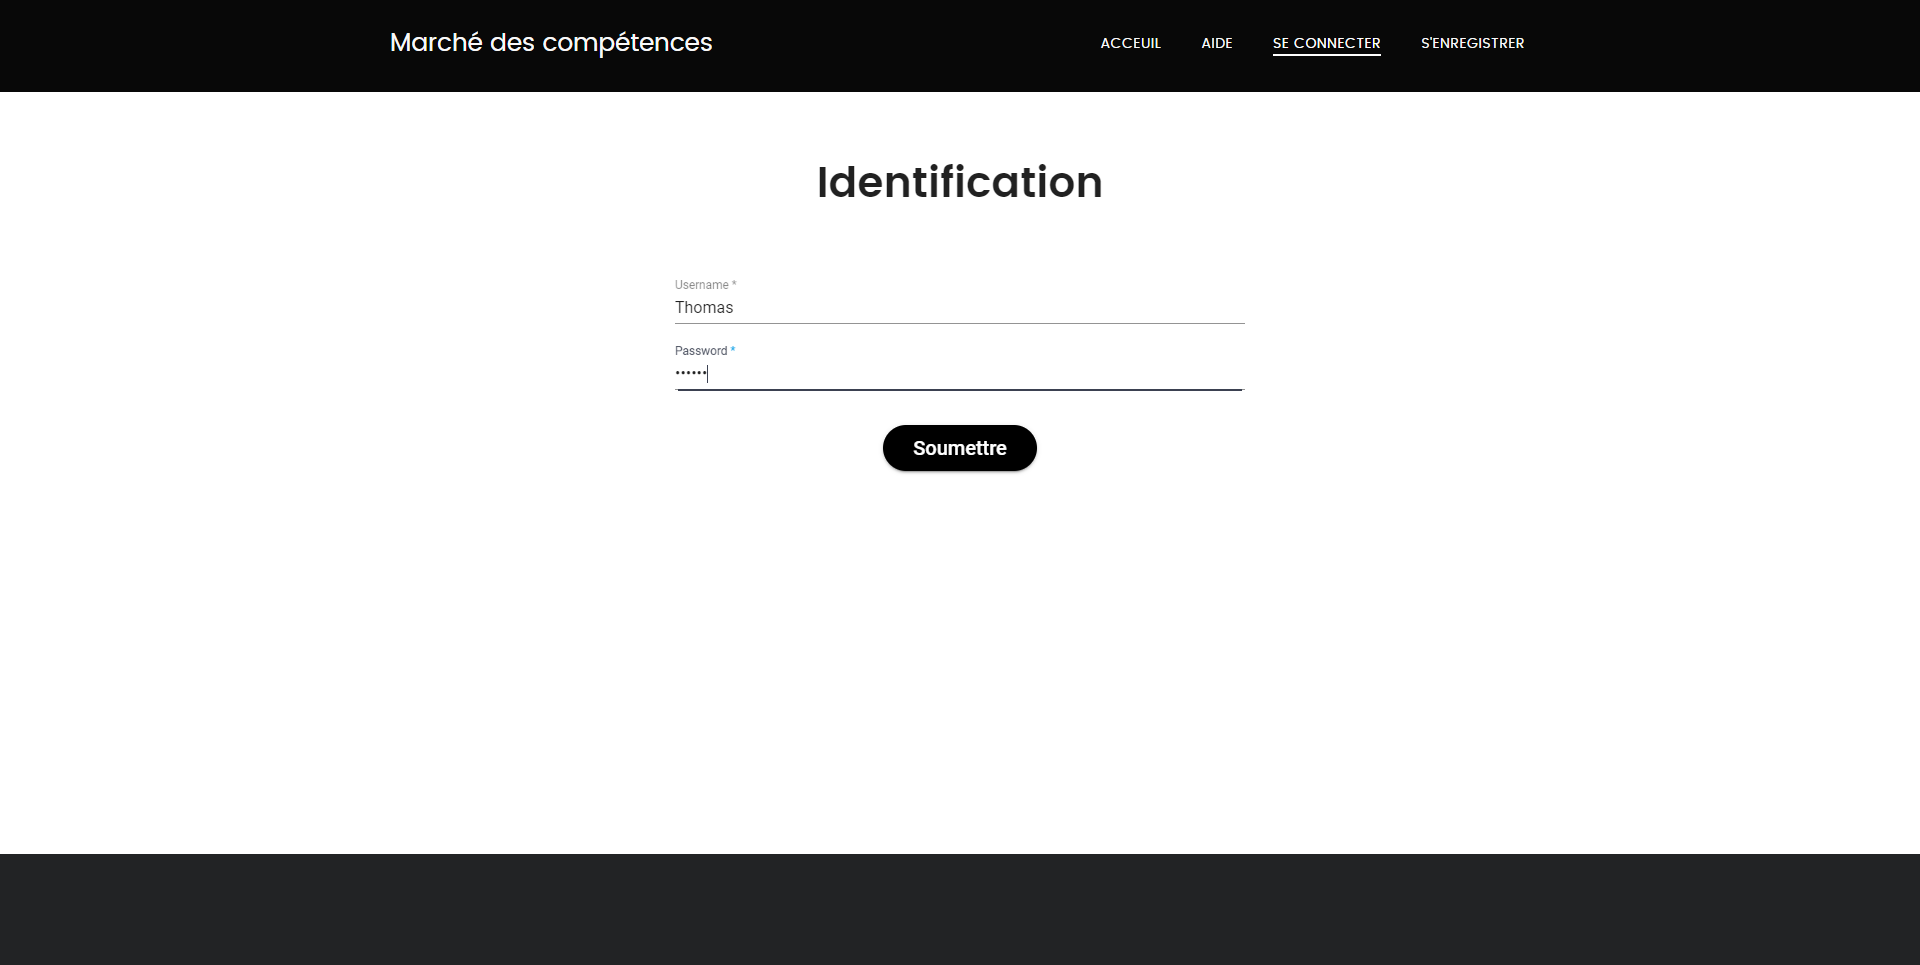 Marché des compétences
ACCEUIL AIDE SE CONNECTER S'ENREGISTRER
Identification
Username *
Thomas
Password *
••••••
Soumettre